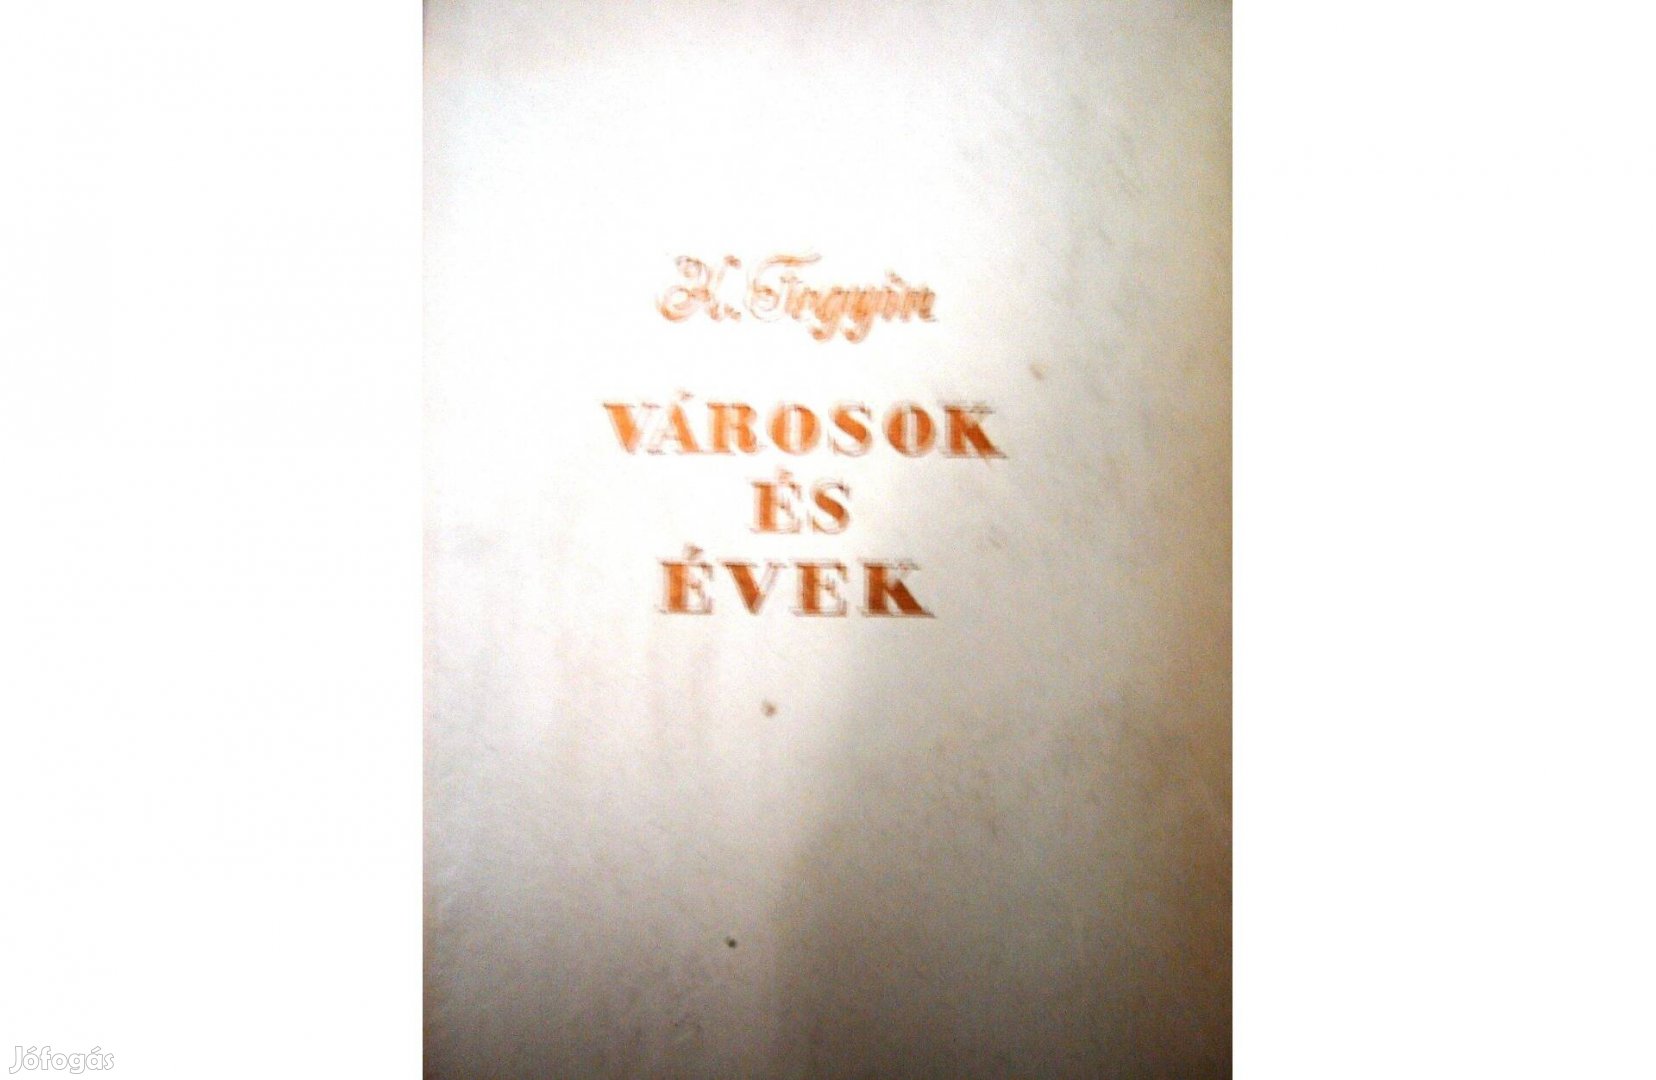 K. Fegyin
VÁROSOK
ÉS
ÉVEK
Jófogás